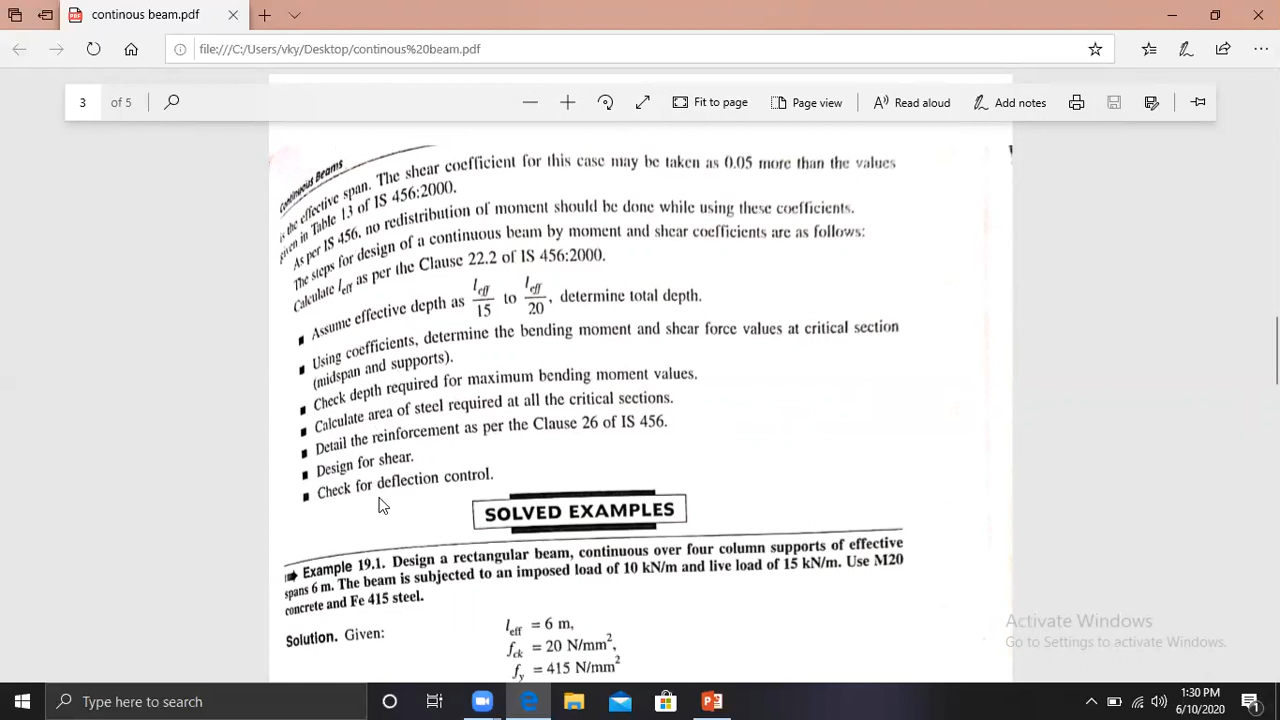 continous beam.pdf
file:///C:/Users/vky/Desktop/continous%20beam.pdf
3 of 5
Fit to page
Page view
Read aloud
Add notes
Continuous Beams
is the effective span. The shear coefficient for this case may be taken as 0.05 more than the values
given in Table 13 of IS 456:2000.
As per IS 456, no redistribution of moment should be done while using these coefficients.
The steps for design of a continuous beam by moment and shear coefficients are as follows:
Calculate leff as per the Clause 22.2 of IS 456:2000.
■ Assume effective depth as leff/15 to leff/20, determine total depth.
■ Using coefficients, determine the bending moment and shear force values at critical section
(midspan and supports).
■ Check depth required for maximum bending moment values.
■ Calculate area of steel required at all the critical sections.
■ Detail the reinforcement as per the Clause 26 of IS 456.
■ Design for shear.
■ Check for deflection control.
SOLVED EXAMPLES
Example 19.1. Design a rectangular beam, continuous over four column supports of effective
spans 6 m. The beam is subjected to an imposed load of 10 kN/m and live load of 15 kN/m. Use M20
concrete and Fe 415 steel.
Solution. Given:
leff = 6 m,
fck = 20 N/mm²,
fy = 415 N/mm²
Activate Windows
Go to Settings to activate Windows.
Type here to search
1:30 PM
6/10/2020
1